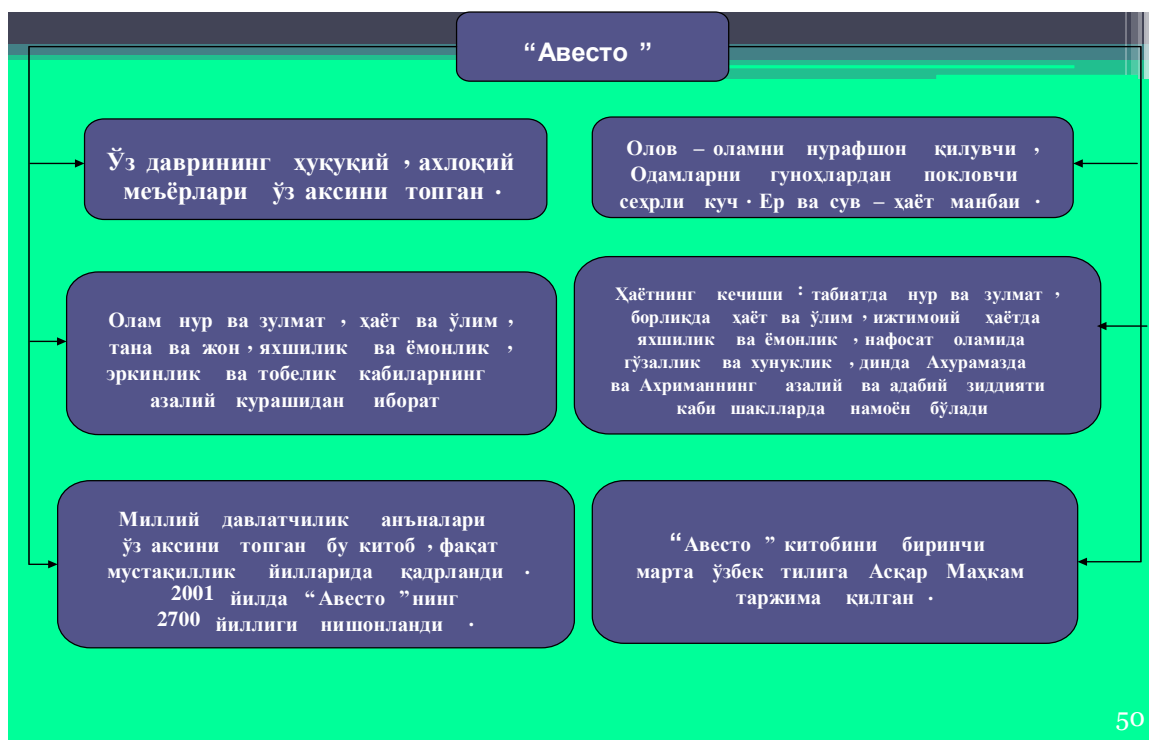 “Авесто ”
Ўз даврининг ҳуқуқий , ахлоқий
меъёрлари ўз аксини топган .
Олов – оламни нурафшон қилувчи ,
Одамларни гуноҳлардан покловчи
сеҳрли куч . Ер ва сув – ҳаёт манбаи .
Олам нур ва зулмат , ҳаёт ва ўлим ,
тана ва жон , яхшилик ва ёмонлик ,
эркинлик ва тобелик кабиларнинг
азалий курашидан иборат
Ҳаётнинг кечиши : табиатда нур ва зулмат ,
борлиқда ҳаёт ва ўлим , ижтимоий ҳаётда
яхшилик ва ёмонлик , нафосат оламида
гўзаллик ва хунуклик , динда Ахурамазда
ва Ахриманнинг азалий ва адабий зиддияти
каби шаклларда намоён бўлади
Миллий давлатчилик анъналари
ўз аксини топган бу китоб , фақат
мустақиллик йилларида қадрланди .
2001 йилда “ Авесто ”нинг
2700 йиллиги нишонланди .
“Авесто ” китобини биринчи
марта ўзбек тилига Асқар Маҳкам
таржима қилган .
50